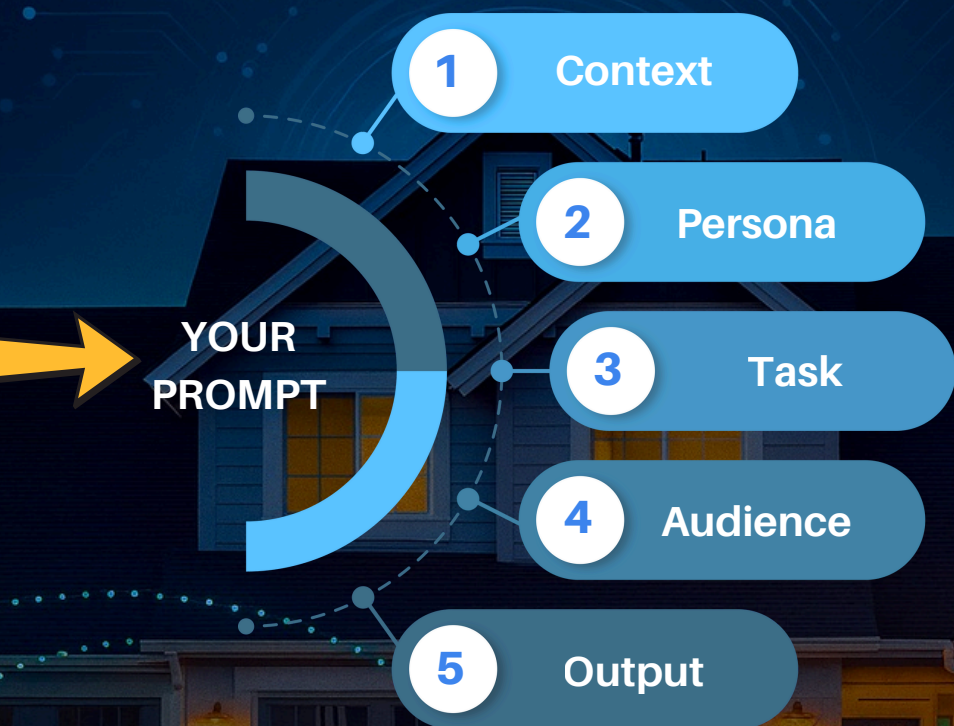 1 Context
2 Persona
YOUR
PROMPT
3 Task
4 Audience
5 Output